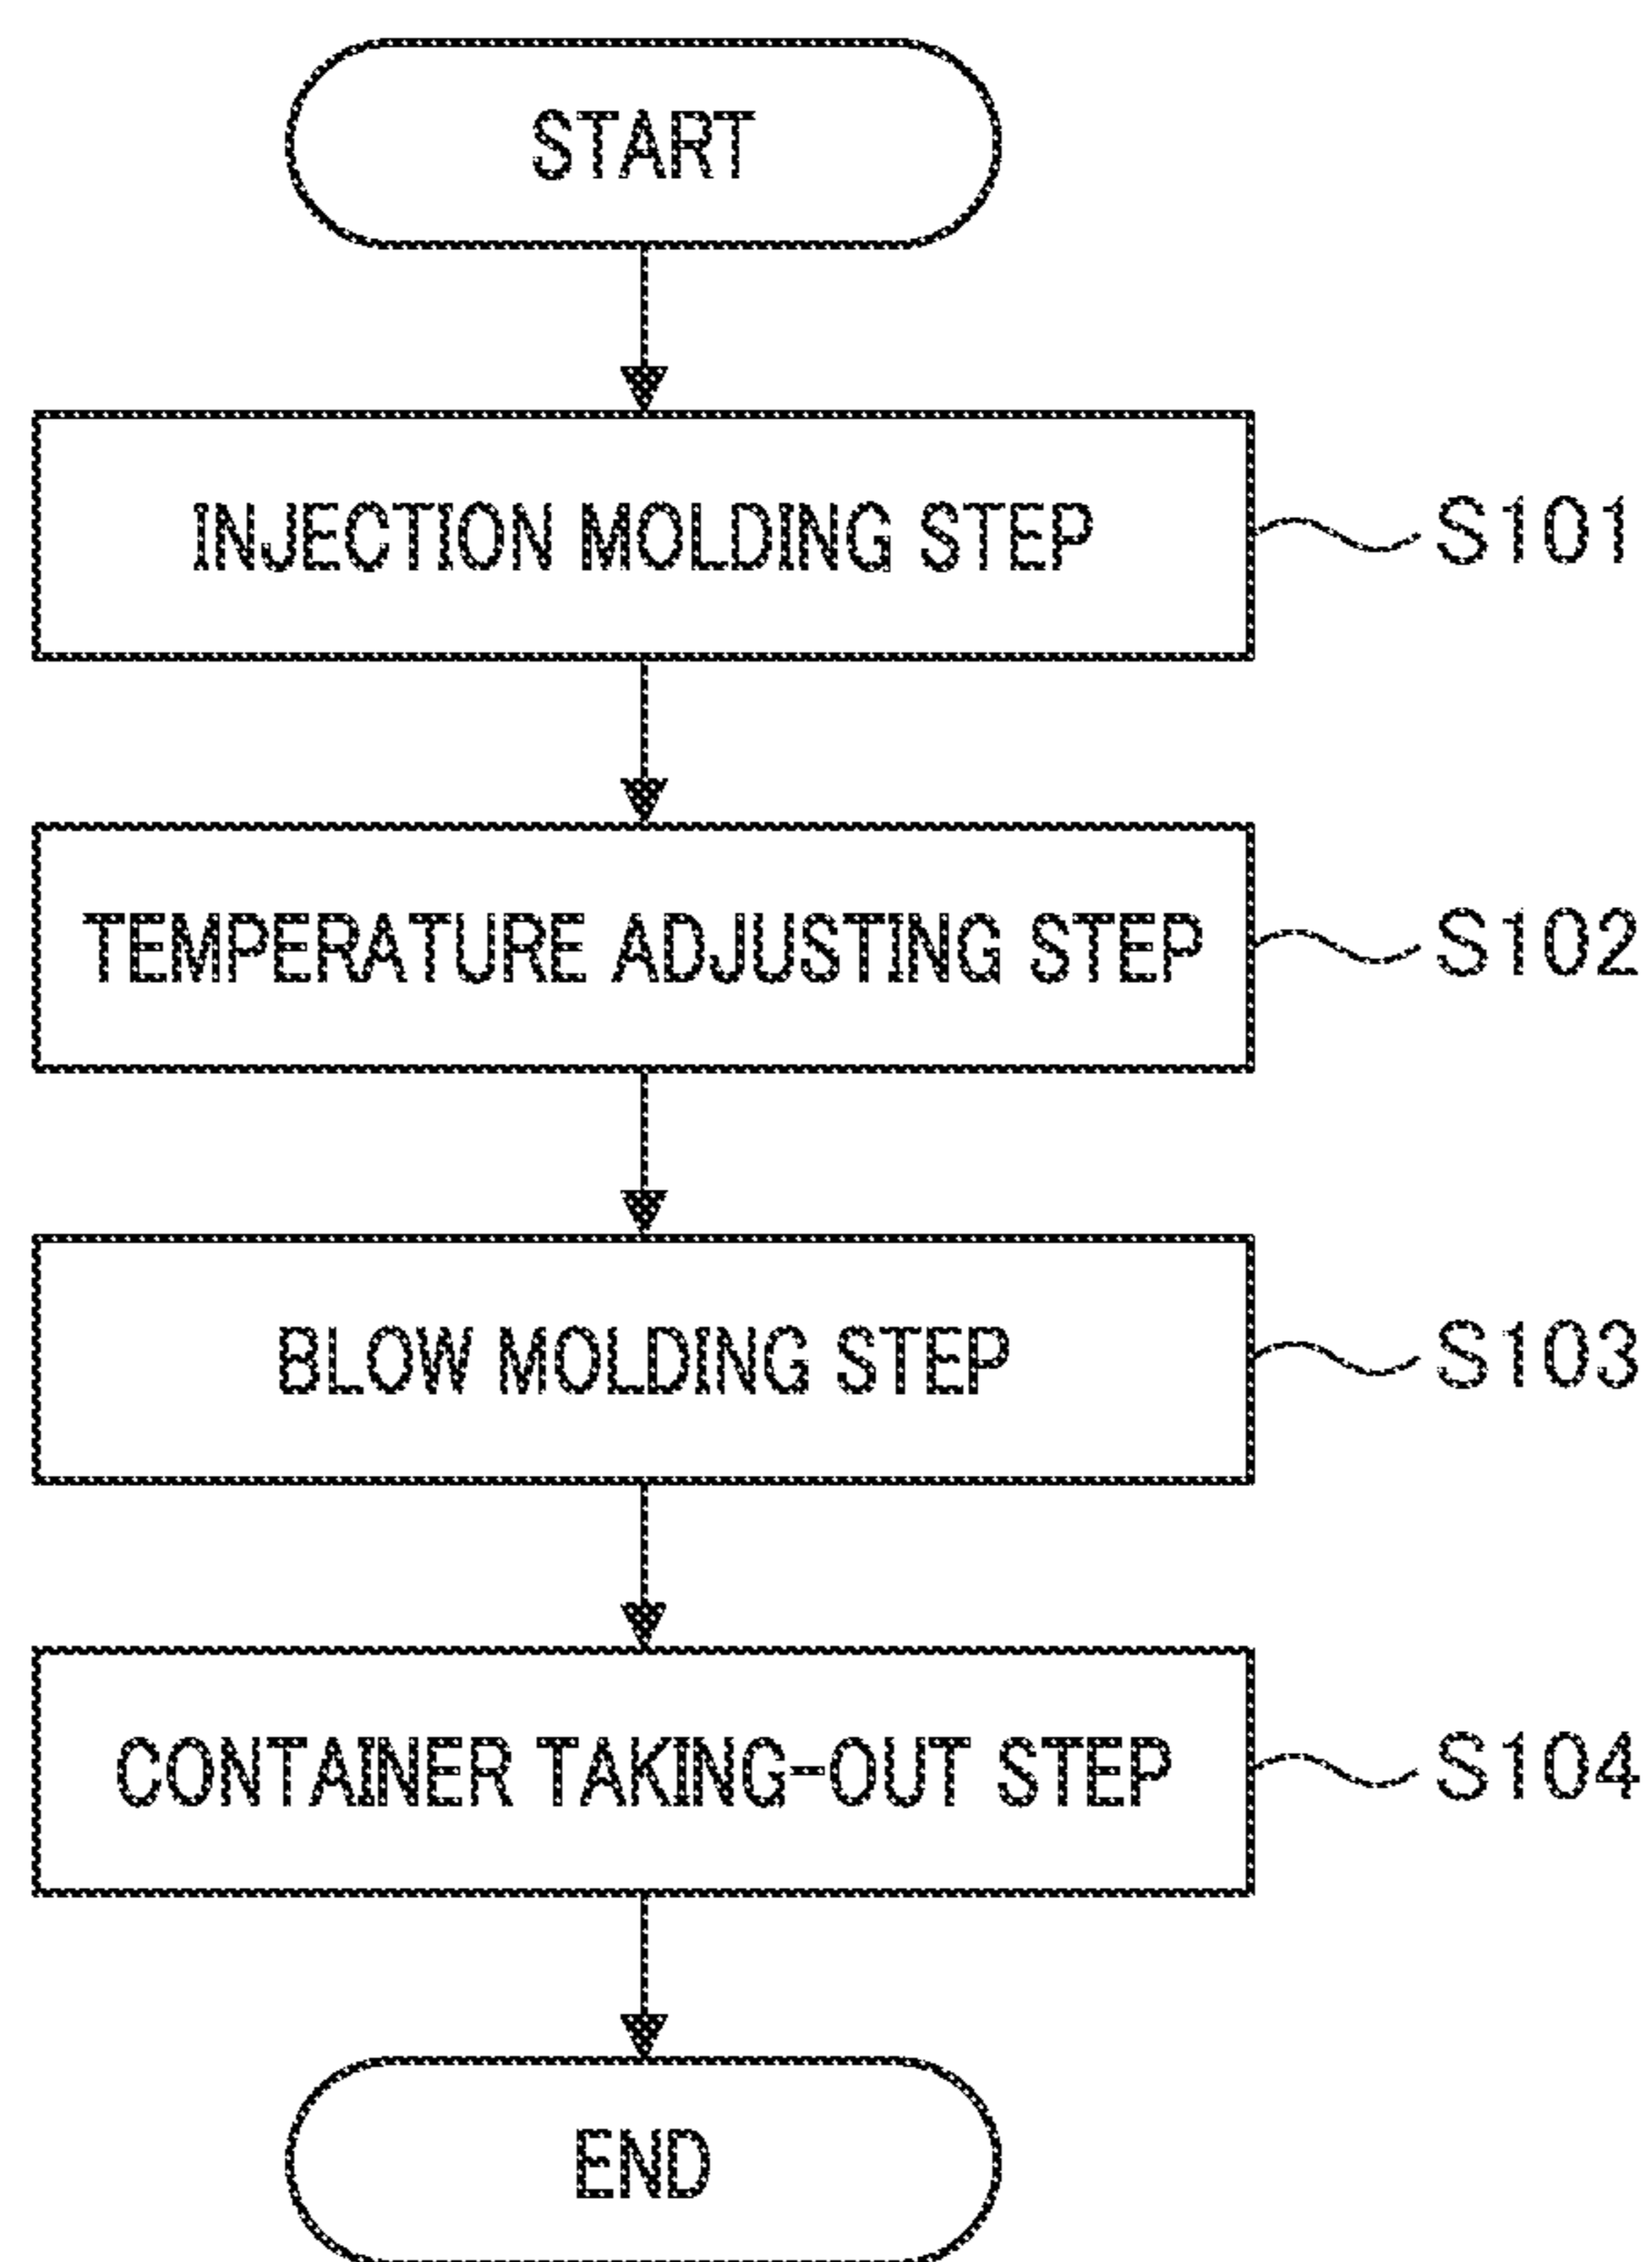 START
INJECTION MOLDING STEP
S101
TEMPERATURE ADJUSTING STEP
S102
BLOW MOLDING STEP
S103
CONTAINER TAKING-OUT STEP
S104
END